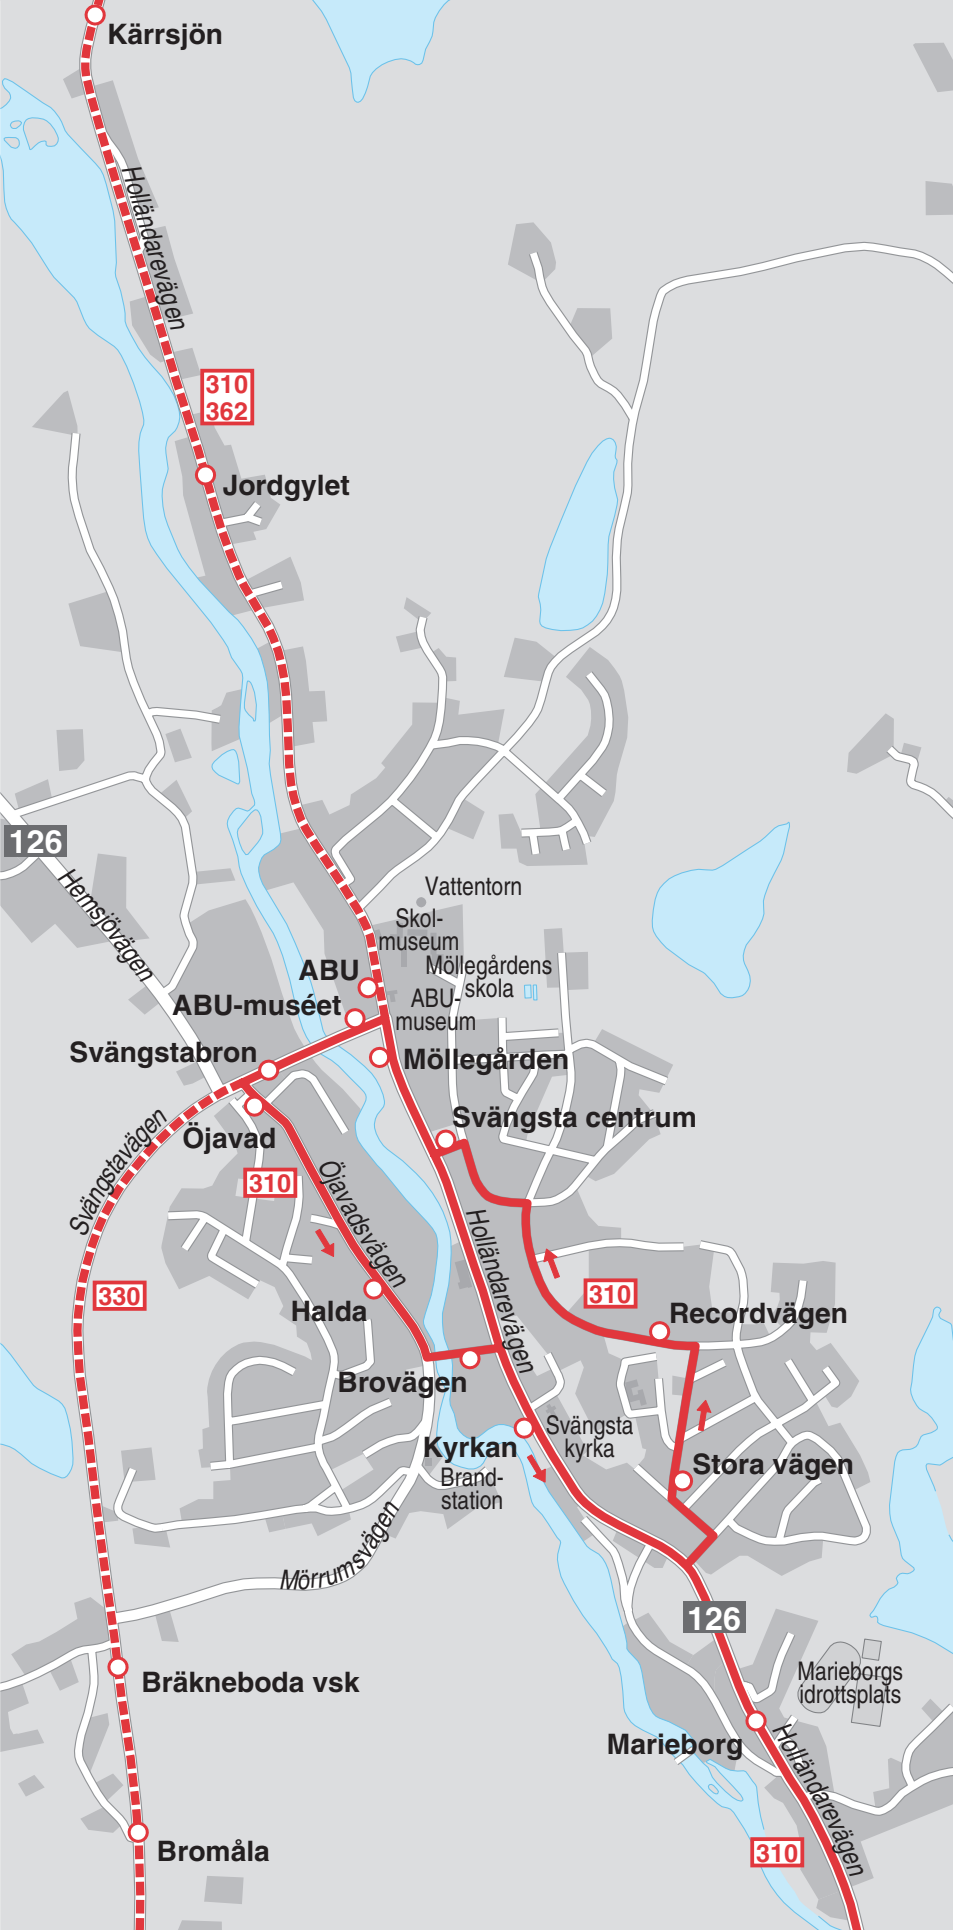 Kärrsjön
Holländarevägen
310
362
Jordgylet
126
Hemsjövägen
Vattentorn
Skol-
museum
ABU
Möllegårdens
skola
ABU-muséet
ABU-
museum
Svängstabron
Möllegården
Svängsta centrum
Öjavad
Svängstavägen
310
Öjavadsvägen
Holländarevägen
330
Halda
310
Recordvägen
Brovägen
Kyrkan
Svängsta
kyrka
Stora vägen
Brand-
station
Mörrumsvägen
126
Bräkneboda vsk
Marieborgs
idrottsplats
Marieborg
Holländarevägen
Bromåla
310